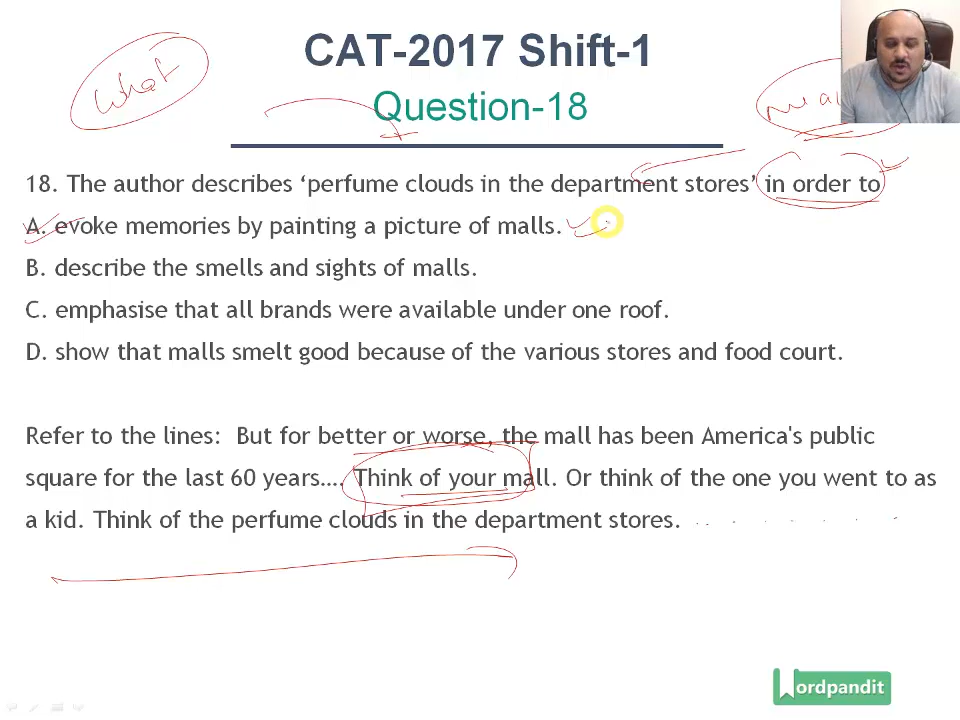 CAT-2017 Shift-1
what
Question-18
18. The author describes ‘perfume clouds in the department stores’ in order to
A. evoke memories by painting a picture of malls.
B. describe the smells and sights of malls.
C. emphasise that all brands were available under one roof.
D. show that malls smelt good because of the various stores and food court.
Refer to the lines: But for better or worse, the mall has been America's public
square for the last 60 years…. Think of your mall. Or think of the one you went to as
a kid. Think of the perfume clouds in the department stores.
Wordpandit